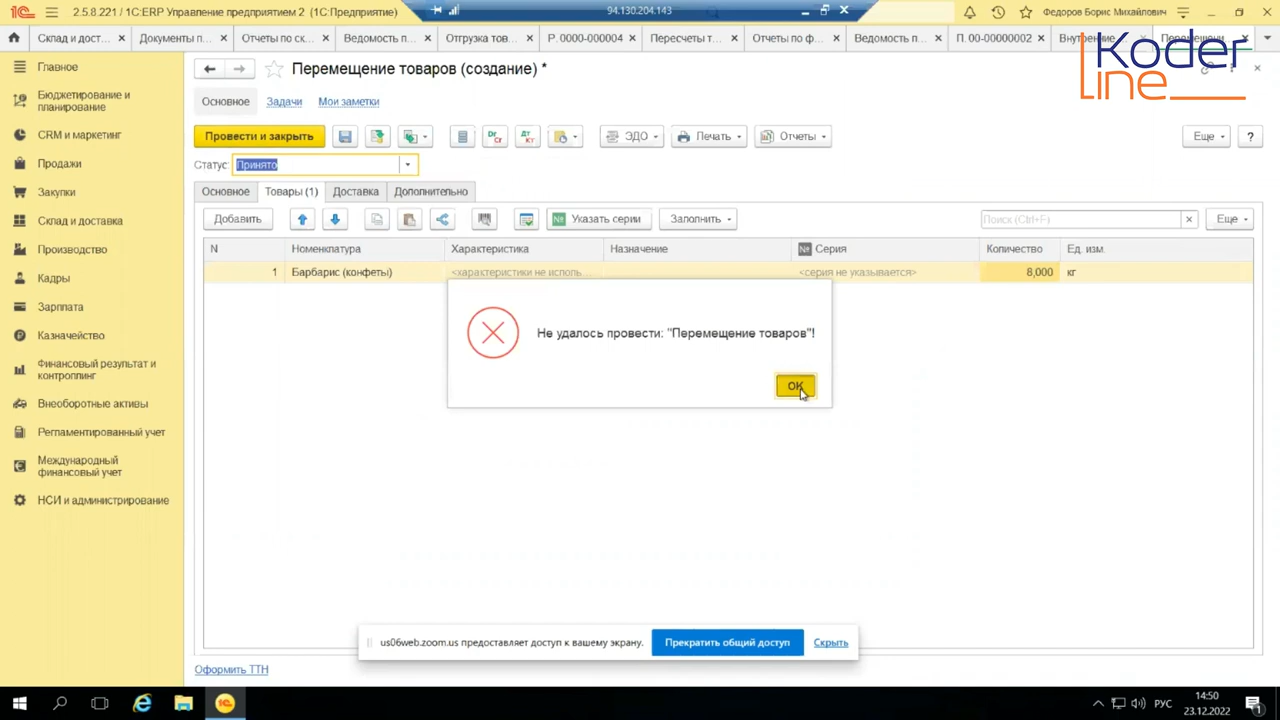 2.5.8.221 / 1С:ERP Управление предприятием 2 (1С:Предприятие)
94.130.204.143
Федоров Борис Михайлович
Склад и дост...
Документы п...
Отчеты по ск...
Ведомость п...
Отгрузка тов...
Р. 0000-000004
Пересчеты т...
Отчеты по ф...
Ведомость п...
П. 00-00000002
Внутренние
Перемещени
Koder
line
Главное
Бюджетирование и
планирование
CRM и маркетинг
Продажи
Закупки
Склад и доставка
Производство
Кадры
Зарплата
Казначейство
Финансовый результат и
контроллинг
Внеоборотные активы
Регламентированный учет
Международный
финансовый учет
НСИ и администрирование
Перемещение товаров (создание) *
Основное Задачи Мои заметки
Провести и закрыть
ЭДО
Печать
Отчеты
Еще
?
Статус: Принято
Основное Товары (1) Доставка Дополнительно
Добавить
Указать серии
Заполнить
Поиск (Ctrl+F)
Еще
N Номенклатура Характеристика Назначение № Серия Количество Ед. изм.
1 Барбарис (конфеты) <характеристики не исполь... <серия не указывается> 8,000 кг
Не удалось провести: "Перемещение товаров"!
ОК
us06web.zoom.us предоставляет доступ к вашему экрану.
Прекратить общий доступ
Скрыть
Оформить ТТН
РУС
14:50
23.12.2022
1